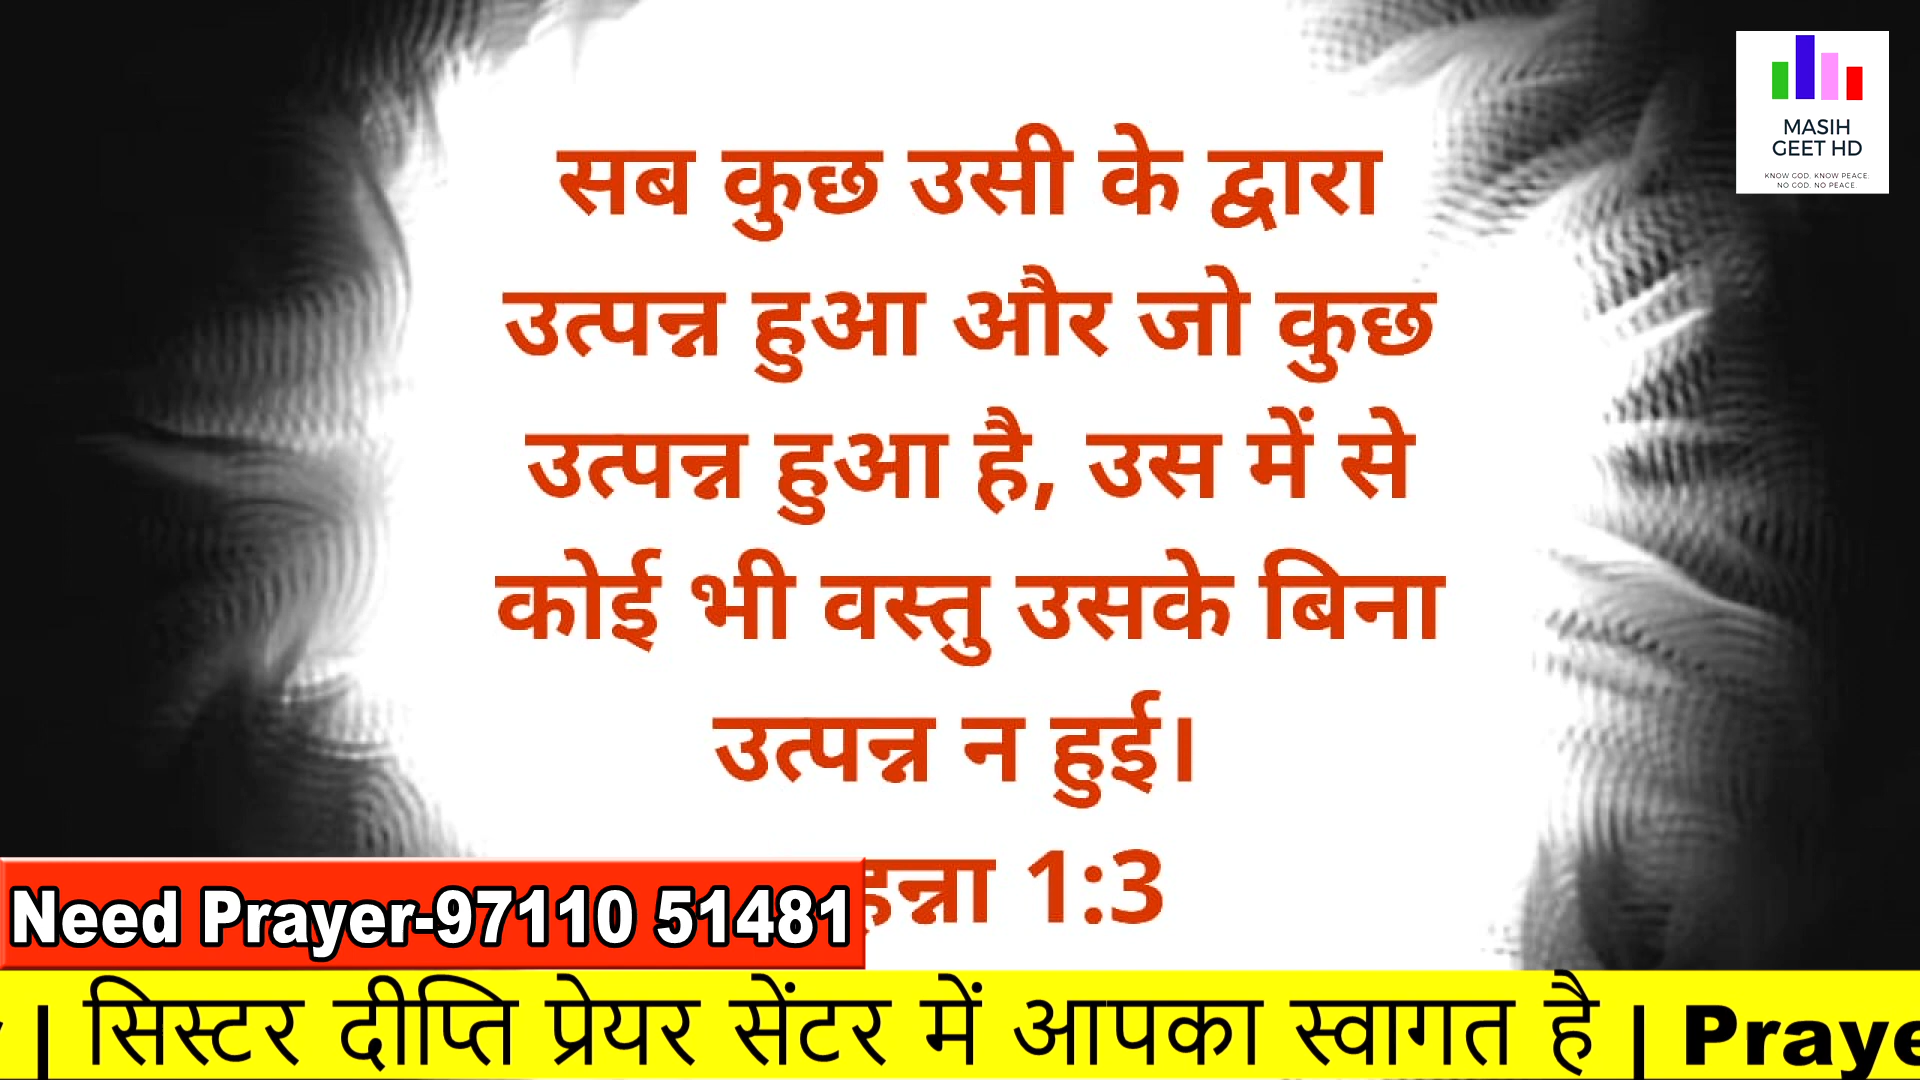 MASIH
GEET HD
KNOW GOD. KNOW PEACE.
NO GOD. NO PEACE.
सब कुछ उसी के द्वारा
उत्पन्न हुआ और जो कुछ
उत्पन्न हुआ है, उस में से
कोई भी वस्तु उसके बिना
उत्पन्न न हुई।
हन्ना 1:3
Need Prayer-97110 51481
| सिस्टर दीप्ति प्रेयर सेंटर में आपका स्वागत है | Praye